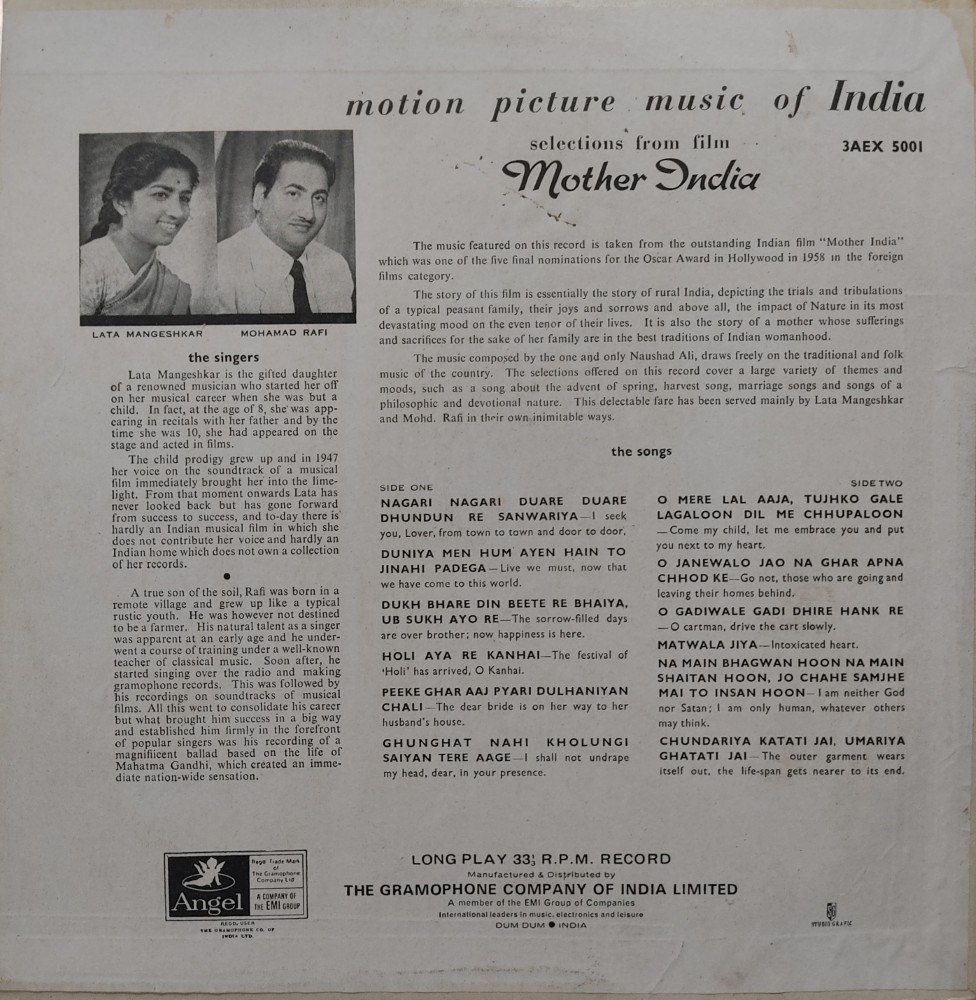 motion picture music of India
selections from film
3AEX 5001
Mother India
LATA MANGESHKAR
MOHAMAD RAFI
the singers
Lata Mangeshkar is the gifted daughter
of a renowned musician who started her off
on her musical career when she was but a
child. In fact, at the age of 8, she was app-
earing in recitals with her father and by the
time she was 10, she had appeared on the
stage and acted in films.
The child prodigy grew up and in 1947
her voice on the soundtrack of a musical
film immediately brought her into the lime-
light. From that moment onwards Lata has
never looked back but has gone forward
from success to success, and to-day there is
hardly an Indian musical film in which she
does not contribute her voice and hardly an
Indian home which does not own a collection
of her records.
A true son of the soil, Rafi was born in a
remote village and grew up like a typical
rustic youth. He was however not destined
to be a farmer. His natural talent as a singer
was apparent at an early age and he under-
went a course of training under a well-known
teacher of classical music. Soon after, he
started singing over the radio and making
gramophone records. This was followed by
his recordings on soundtracks of musical
films. All this went to consolidate his career
but what brought him success in a big way
and established him firmly in the forefront
of popular singers was his recording of a
magnifiicent ballad based on the life of
Mahatma Gandhi, which created an imme-
diate nation-wide sensation.
The music featured on this record is taken from the outstanding Indian film "Mother India"
which was one of the five final nominations for the Oscar Award in Hollywood in 1958 in the foreign
films category.
The story of this film is essentially the story of rural India, depicting the trials and tribulations
of a typical peasant family, their joys and sorrows and above all, the impact of Nature in its most
devastating mood on the even tenor of their lives. It is also the story of a mother whose sufferings
and sacrifices for the sake of her family are in the best traditions of Indian womanhood.
The music composed by the one and only Naushad Ali, draws freely on the traditional and folk
music of the country. The selections offered on this record cover a large variety of themes and
moods, such as a song about the advent of spring, harvest song, marriage songs and songs of a
philosophic and devotional nature. This delectable fare has been served mainly by Lata Mangeshkar
and Mohd. Rafi in their own inimitable ways.
the songs
SIDE ONE
NAGARI NAGARI DUARE DUARE
DHUNDUN RE SANWARIYA—I seek
you, Lover, from town to town and door to door.
DUNIYA MEN HUM AYEN HAIN TO
JINAHI PADEGA—Live we must, now that
we have come to this world.
DUKH BHARE DIN BEETE RE BHAIYA,
UB SUKH AYO RE—The sorrow-filled days
are over brother; now happiness is here.
HOLI AYA RE KANHAI—The festival of
'Holi' has arrived, O Kanhai.
PEEKE GHAR AAJ PYARI DULHANIYAN
CHALI—The dear bride is on her way to her
husband's house.
GHUNGHAT NAHI KHOLUNGI
SAIYAN TERE AAGE—I shall not undrape
my head, dear, in your presence.
SIDE TWO
O MERE LAL AAJA, TUJHKO GALE
LAGALOON DIL ME CHHUPALOON
—Come my child, let me embrace you and put
you next to my heart.
O JANEWALO JAO NA GHAR APNA
CHHOD KE—Go not, those who are going and
leaving their homes behind.
O GADIWALE GADI DHIRE HANK RE
—O cartman, drive the cart slowly.
MATWALA JIYA—Intoxicated heart.
NA MAIN BHAGWAN HOON NA MAIN
SHAITAN HOON, JO CHAHE SAMJHE
MAI TO INSAN HOON—I am neither God
nor Satan; I am only human, whatever others
may think.
CHUNDARIYA KATATI JAI, UMARIYA
GHATATI JAI—The outer garment wears
itself out, the life-span gets nearer to its end.
Angel
Regd Trade Mark
of
The Gramophone
Company Ltd
A COMPANY OF
THE EMI GROUP
REGD. USER
THE GRAMOPHONE CO. OF
INDIA LTD.
LONG PLAY 33⅓ R.P.M. RECORD
Manufactured & Distributed by
THE GRAMOPHONE COMPANY OF INDIA LIMITED
A member of the EMI Group of Companies
International leaders in music, electronics and leisure
DUM DUM ● INDIA